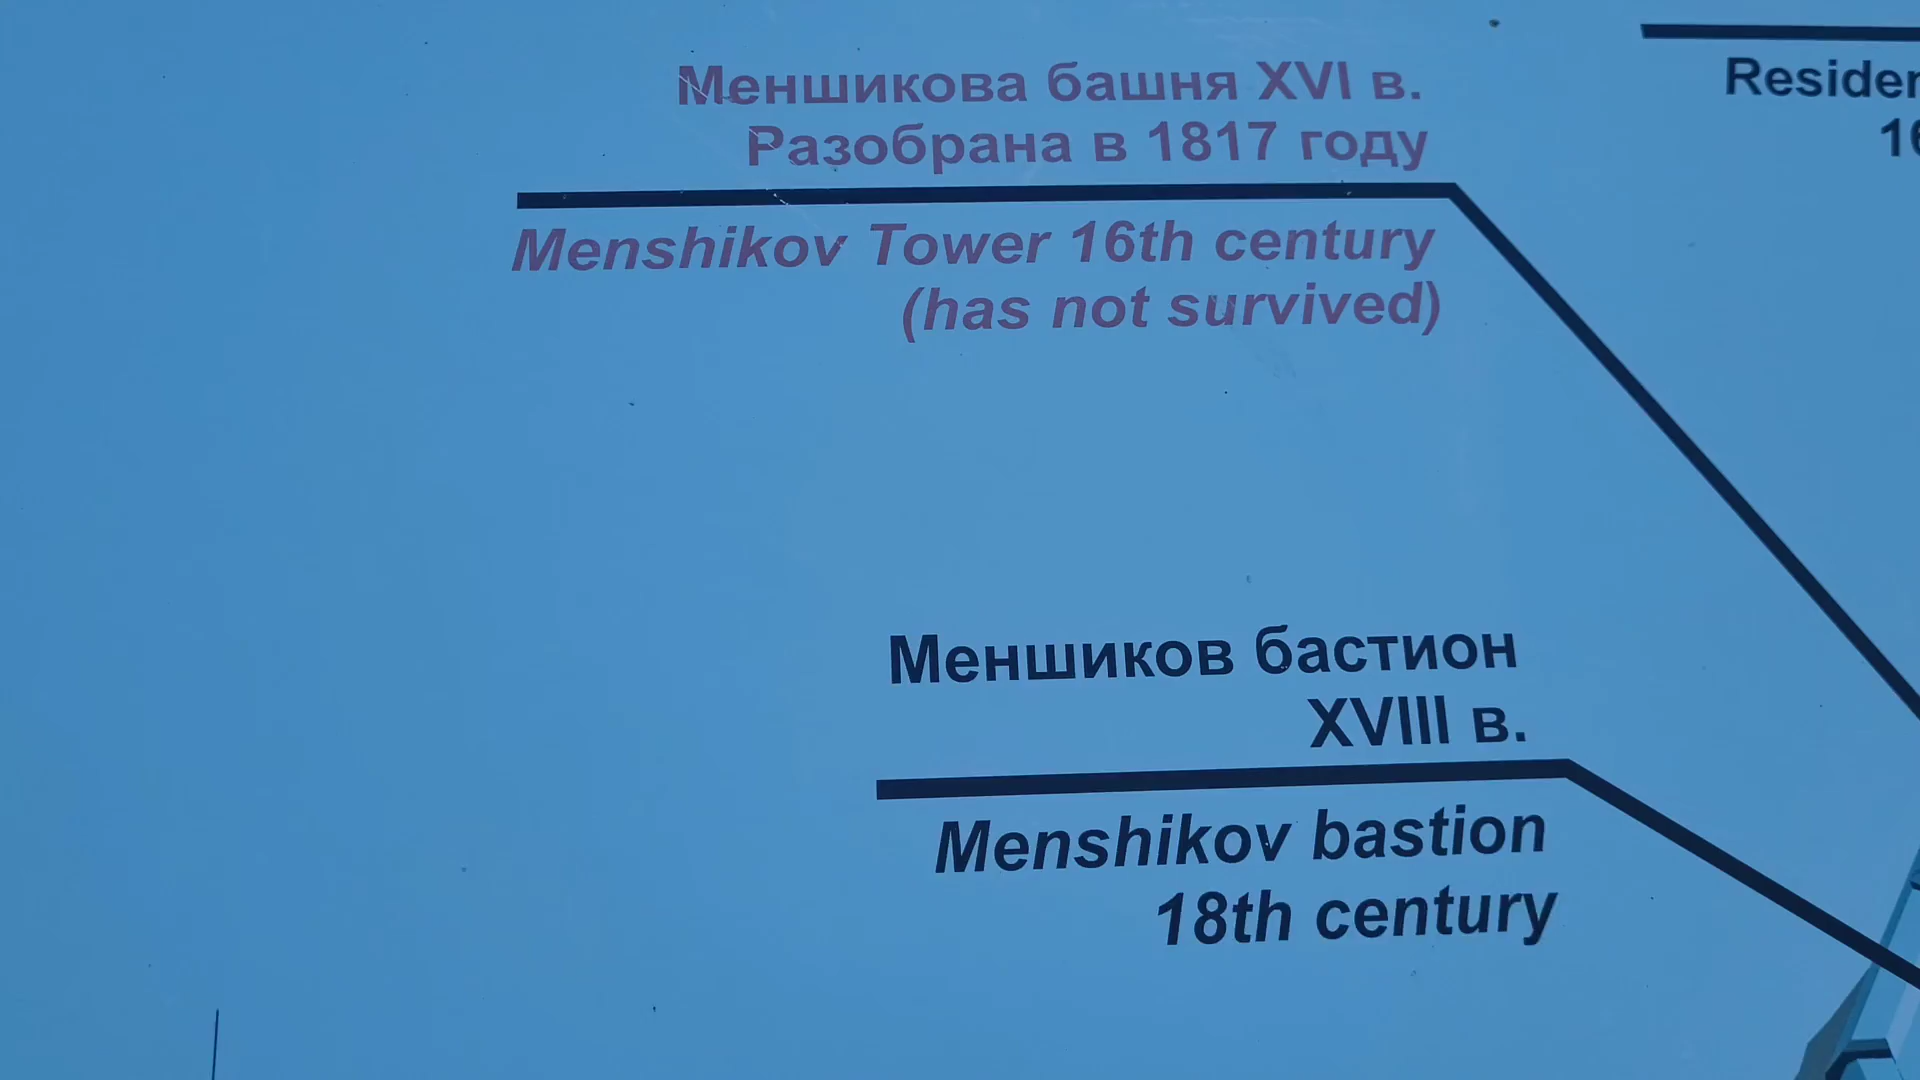 Меншикова башня XVI в.
Разобрана в 1817 году
Menshikov Tower 16th century
(has not survived)
Меншиков бастион
XVIII в.
Menshikov bastion
18th century